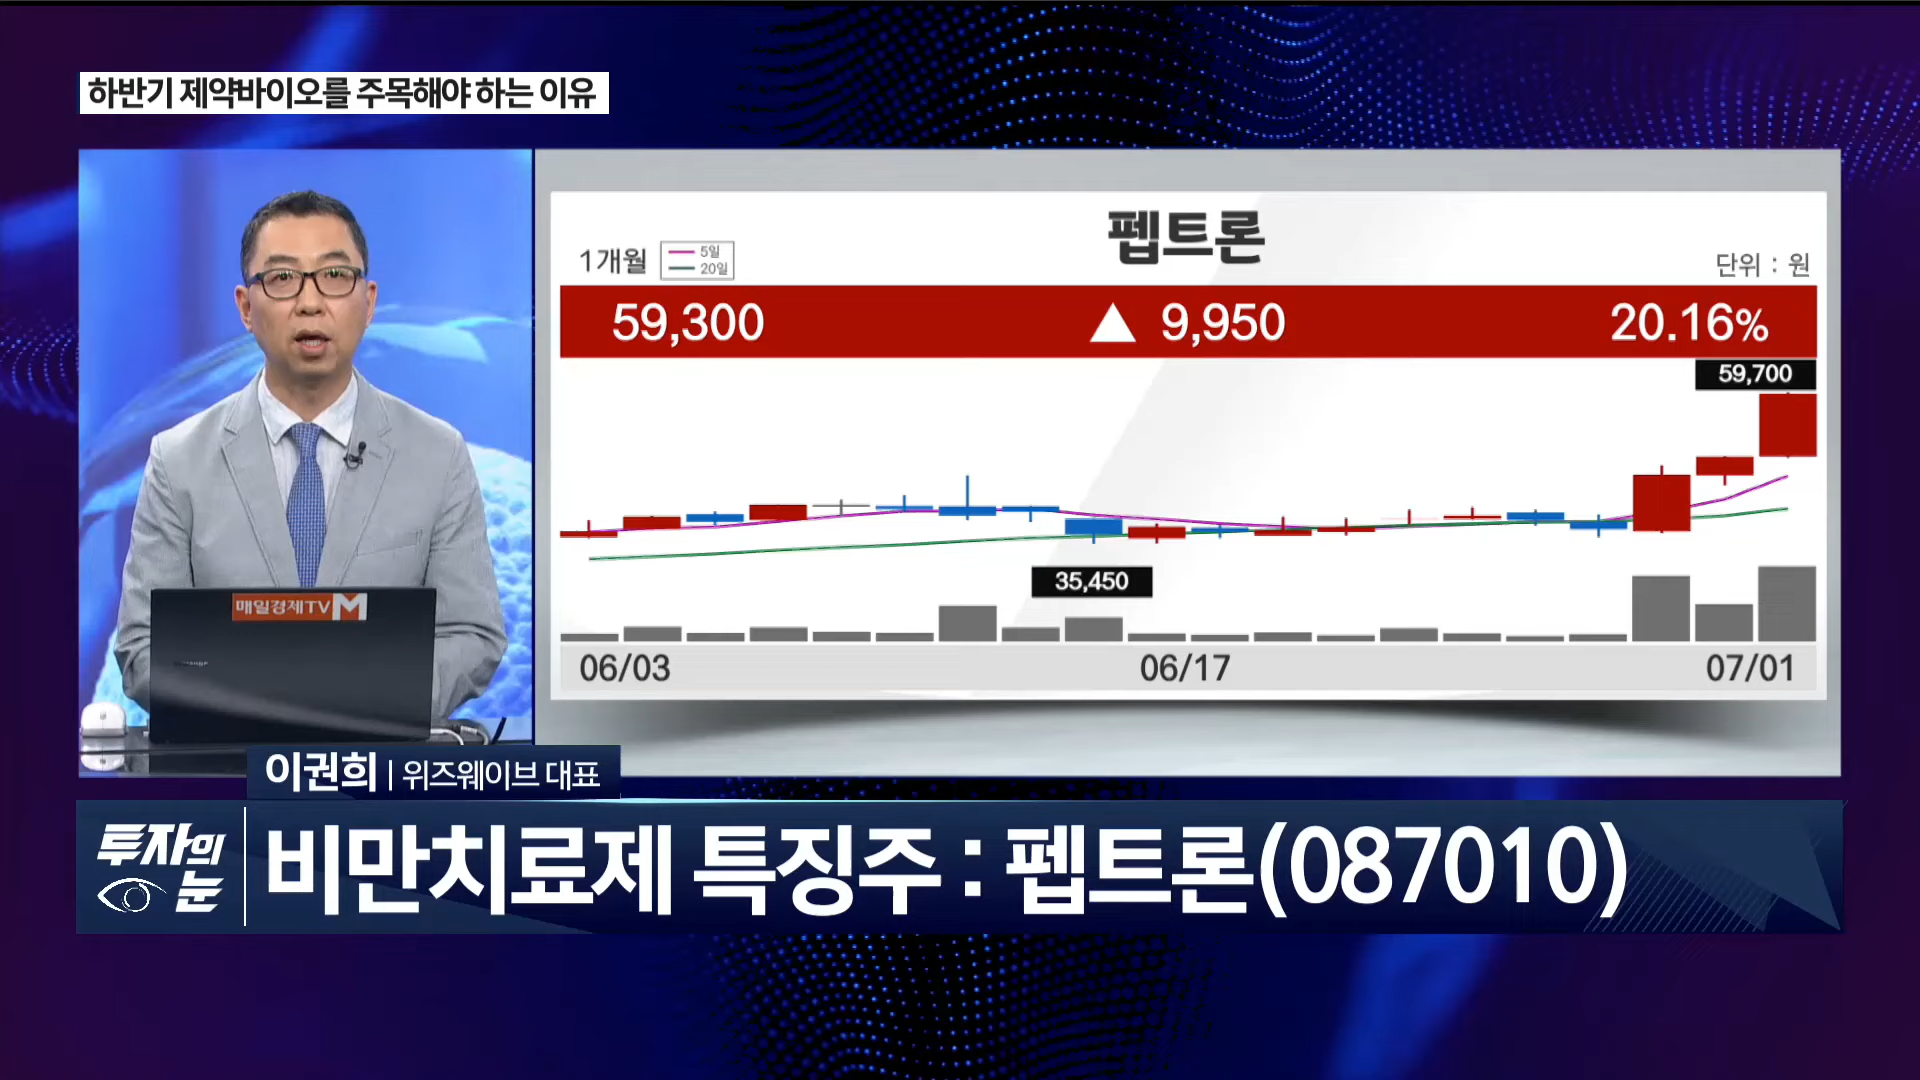 하반기 제약바이오를 주목해야 하는 이유
펩트론
1개월
5일
20일
단위 : 원
59,300 ▲ 9,950 20.16%
59,700
35,450
06/03 06/17 07/01
매일경제TV M
이권희 | 위즈웨이브 대표
투자의
눈
비만치료제 특징주 : 펩트론(087010)